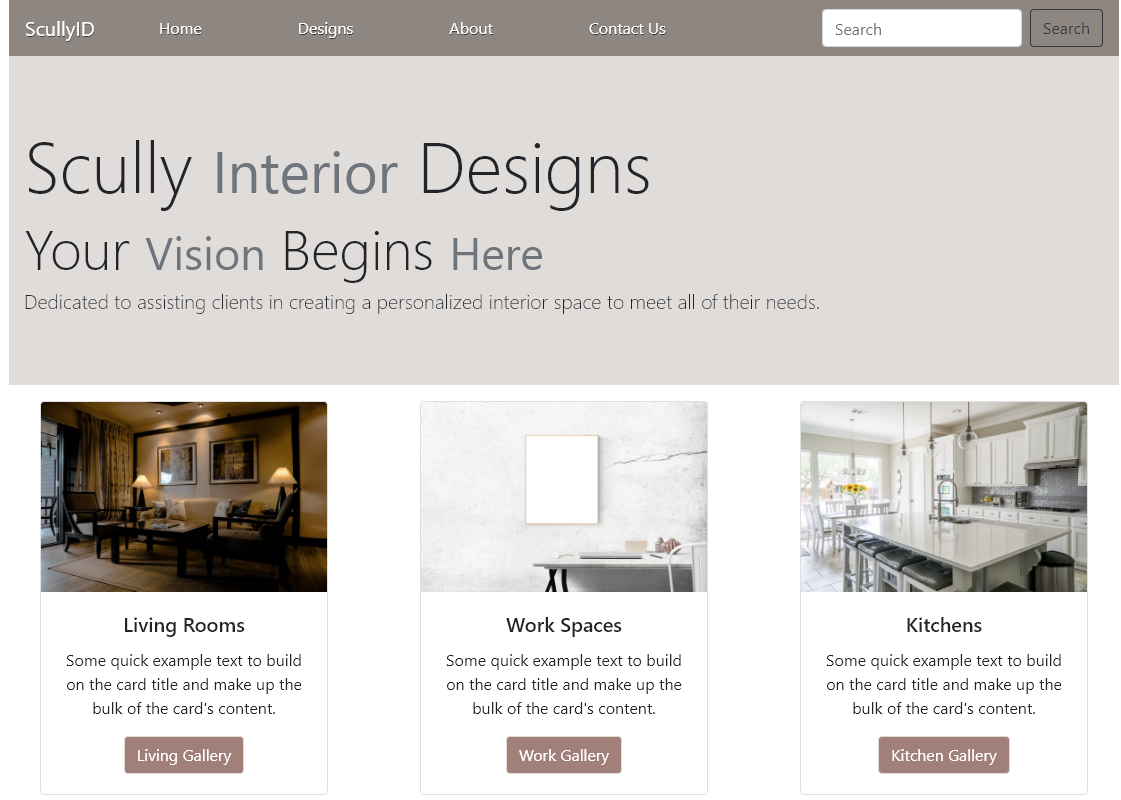 ScullyID Home Designs About Contact Us Search Search
Scully Interior Designs
Your Vision Begins Here
Dedicated to assisting clients in creating a personalized interior space to meet all of their needs.
Living Rooms
Some quick example text to build
on the card title and make up the
bulk of the card's content.
Living Gallery
Work Spaces
Some quick example text to build
on the card title and make up the
bulk of the card's content.
Work Gallery
Kitchens
Some quick example text to build
on the card title and make up the
bulk of the card's content.
Kitchen Gallery